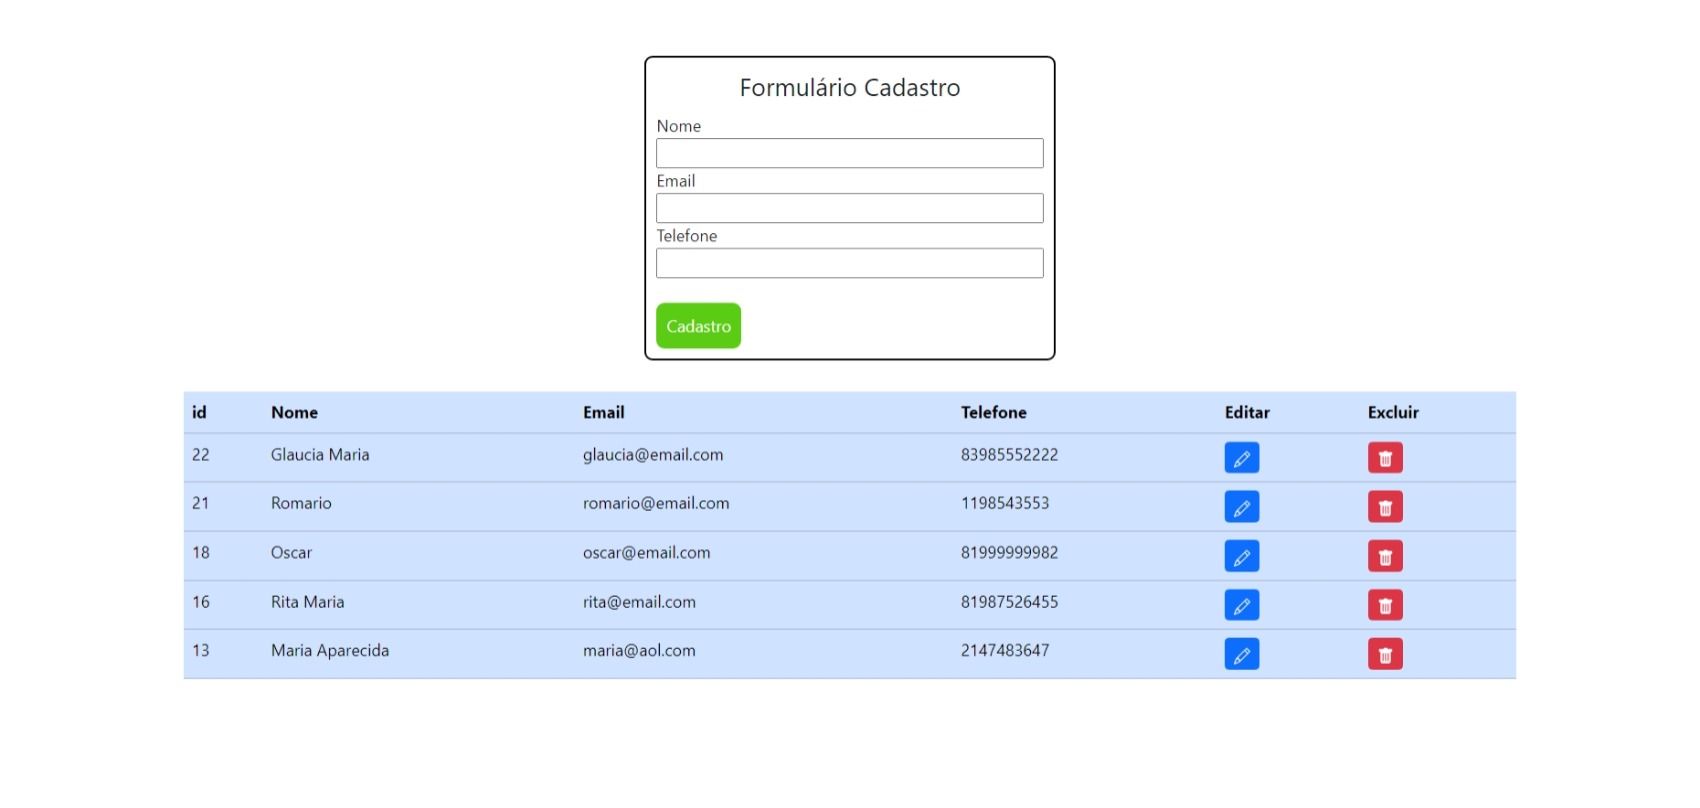 Formulário Cadastro
Nome
Email
Telefone
Cadastro
id Nome Email Telefone Editar Excluir
22 Glaucia Maria glaucia@email.com 83985552222
21 Romario romario@email.com 1198543553
18 Oscar oscar@email.com 81999999982
16 Rita Maria rita@email.com 81987526455
13 Maria Aparecida maria@aol.com 2147483647